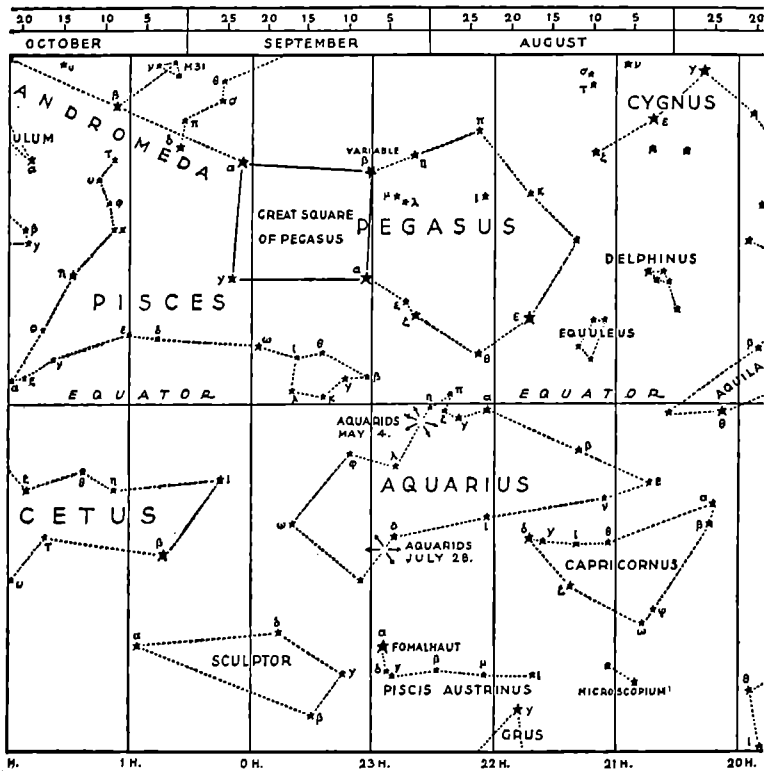 20 15 10 5 25 20 15 10 5 25 20 15 10 5 25 20
OCTOBER SEPTEMBER AUGUST
υ γ M31 θ σ ν γ
β σ τ CYGNUS
ANDROMEDA π π ε
ULUM τ δ VARIABLE β η ζ
α α
υ φ μ λ ι κ
χ GREAT SQUARE PEGASUS
β OF PEGASUS
γ DELPHINUS
η γ α
PISCES ξ ζ ε
ο ε δ ω ι θ θ EQUULEUS β
α ξ γ λ κ γ β AQUILA
EQUATOR η π EQUATOR
AQUARIDS ζ γ α θ
MAY 4. β
ζ θ η ι φ λ AQUARIUS ε
CETUS ω γ α
τ β δ ι δ γ ι θ β
AQUARIDS
JULY 28. CAPRICORNUS
υ ζ φ
ω
α δ α
FOMALHAUT
SCULPTOR γ δ γ β μ ι θ
PISCIS AUSTRINUS MICROSCOPIUM
β γ
GRUS ι
H. 1 H. 0 H. 23 H. 22 H. 21 H. 20 H.